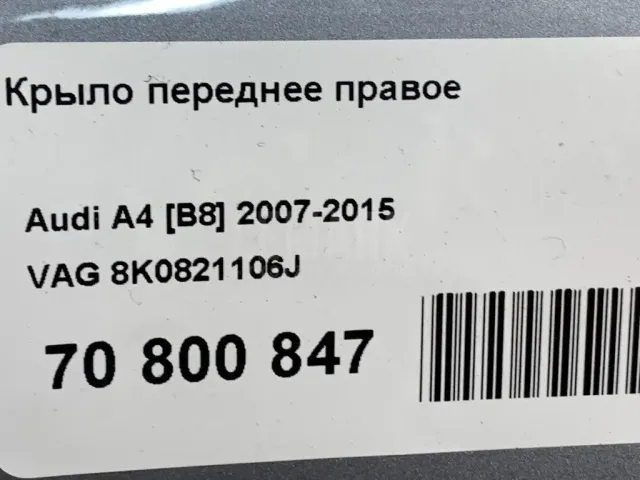 Крыло переднее правое
Audi A4 [B8] 2007-2015
VAG 8K0821106J
70 800 847